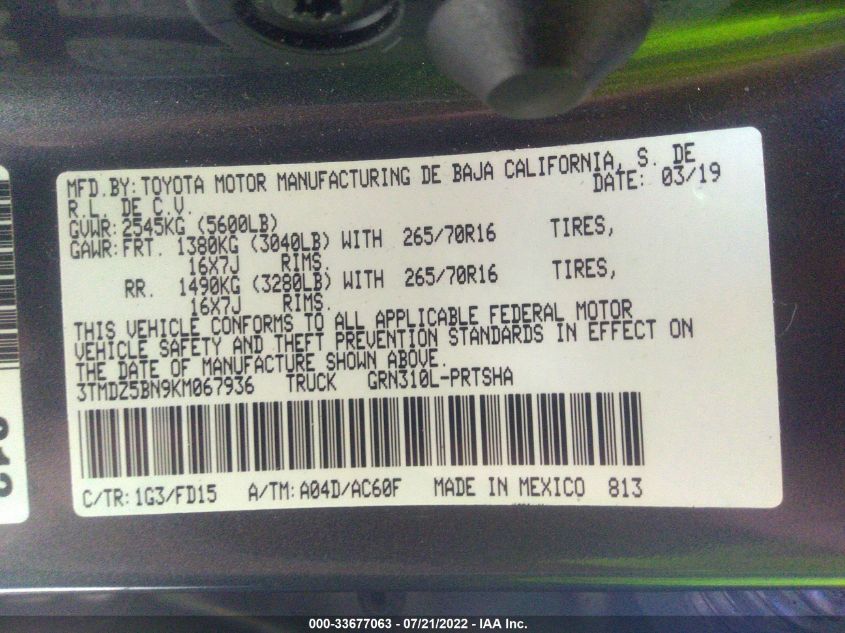 MFD.BY: TOYOTA MOTOR MANUFACTURING DE BAJA CALIFORNIA, S. DE
R.L. DE C.V. DATE: 03/19
GVWR: 2545KG (5600LB)
GAWR: FRT. 1380KG (3040LB) WITH 265/70R16 TIRES,
16X7J RIMS.
RR. 1490KG (3280LB) WITH 265/70R16 TIRES,
16X7J RIMS.
THIS VEHICLE CONFORMS TO ALL APPLICABLE FEDERAL MOTOR
VEHICLE SAFETY AND THEFT PREVENTION STANDARDS IN EFFECT ON
THE DATE OF MANUFACTURE SHOWN ABOVE.
3TMDZ5BN9KM067936 TRUCK GRN310L-PRTSHA
C/TR: 1G3/FD15 A/TM: A04D/AC60F MADE IN MEXICO 813
000-33677063 - 07/21/2022 - IAA Inc.